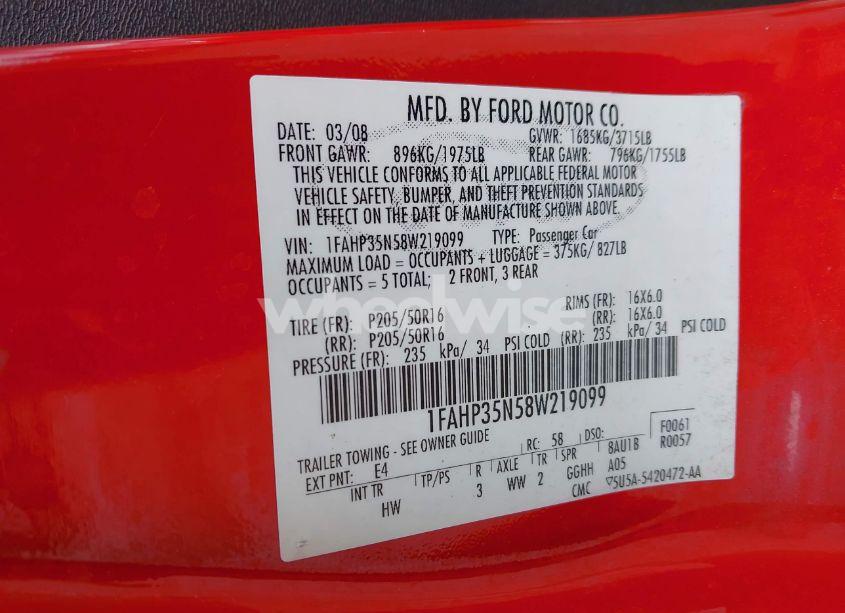 MFD. BY FORD MOTOR CO.
DATE: 03/08 GVWR: 1685KG/3715LB
FRONT GAWR: 896KG/1975LB REAR GAWR: 796KG/1755LB
THIS VEHICLE CONFORMS TO ALL APPLICABLE FEDERAL MOTOR
VEHICLE SAFETY, BUMPER, AND THEFT PREVENTION STANDARDS
IN EFFECT ON THE DATE OF MANUFACTURE SHOWN ABOVE.
VIN: 1FAHP35N58W219099 TYPE: Passenger Car
MAXIMUM LOAD = OCCUPANTS + LUGGAGE = 375KG/ 827LB
OCCUPANTS = 5 TOTAL; 2 FRONT, 3 REAR
wheelwise
TIRE (FR): P205/50R16 RIMS (FR): 16X6.0
(RR): P205/50R16 (RR): 16X6.0
PRESSURE (FR): 235 kPa/ 34 PSI COLD (RR): 235 kPa/ 34 PSI COLD
1FAHP35N58W219099
TRAILER TOWING - SEE OWNER GUIDE RC: 58 DSO: F0061
EXT PNT: E4 8AU1B R0057
INT TR TP/PS R AXLE TR SPR A05
HW 3 WW 2 GGHH
CMC ▽5U5A-5420472-AA